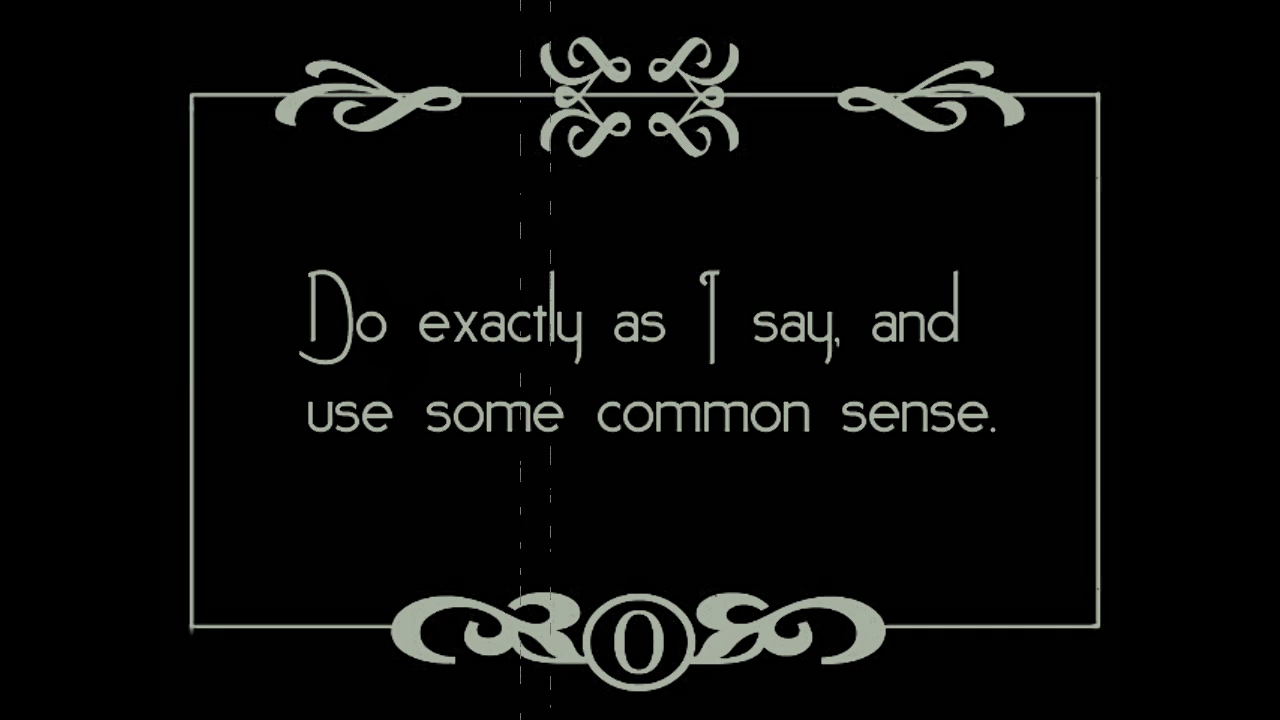 Do exactly as I say, and
use some common sense.
O